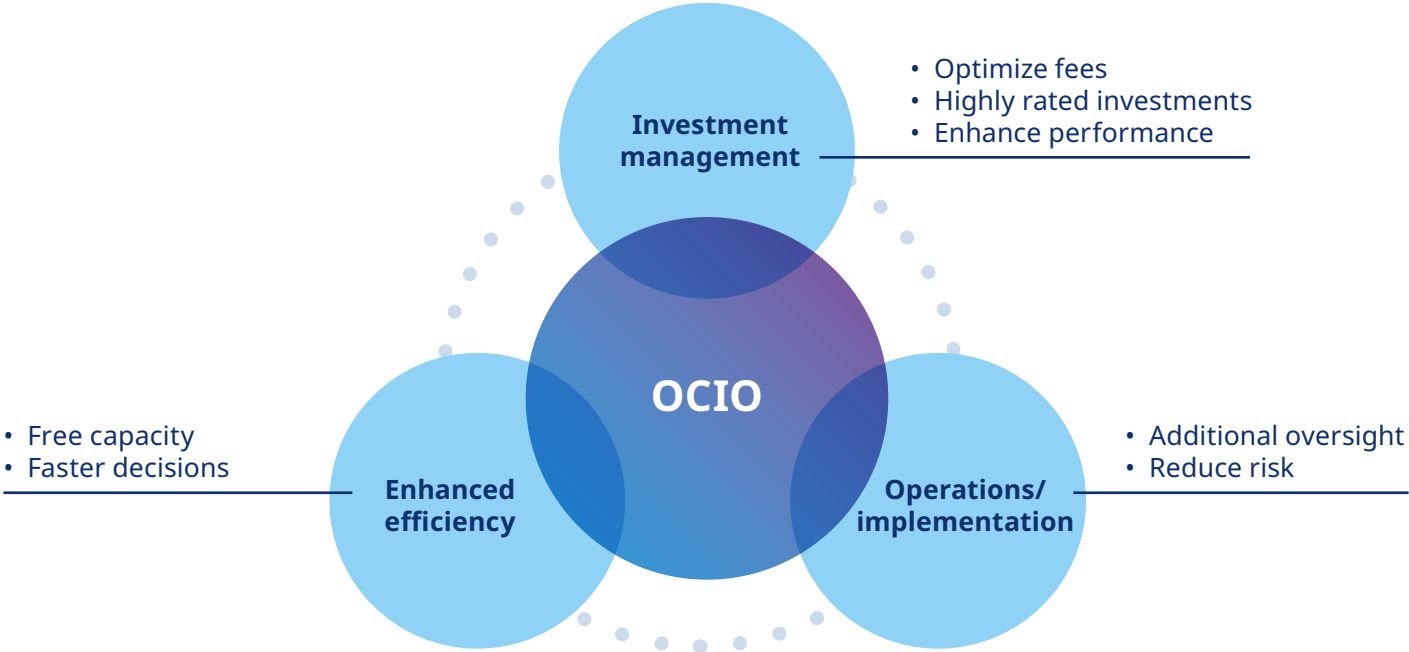 Investment
management
• Optimize fees
• Highly rated investments
• Enhance performance
OCIO
• Free capacity
• Faster decisions
Enhanced
efficiency
Operations/
implementation
• Additional oversight
• Reduce risk